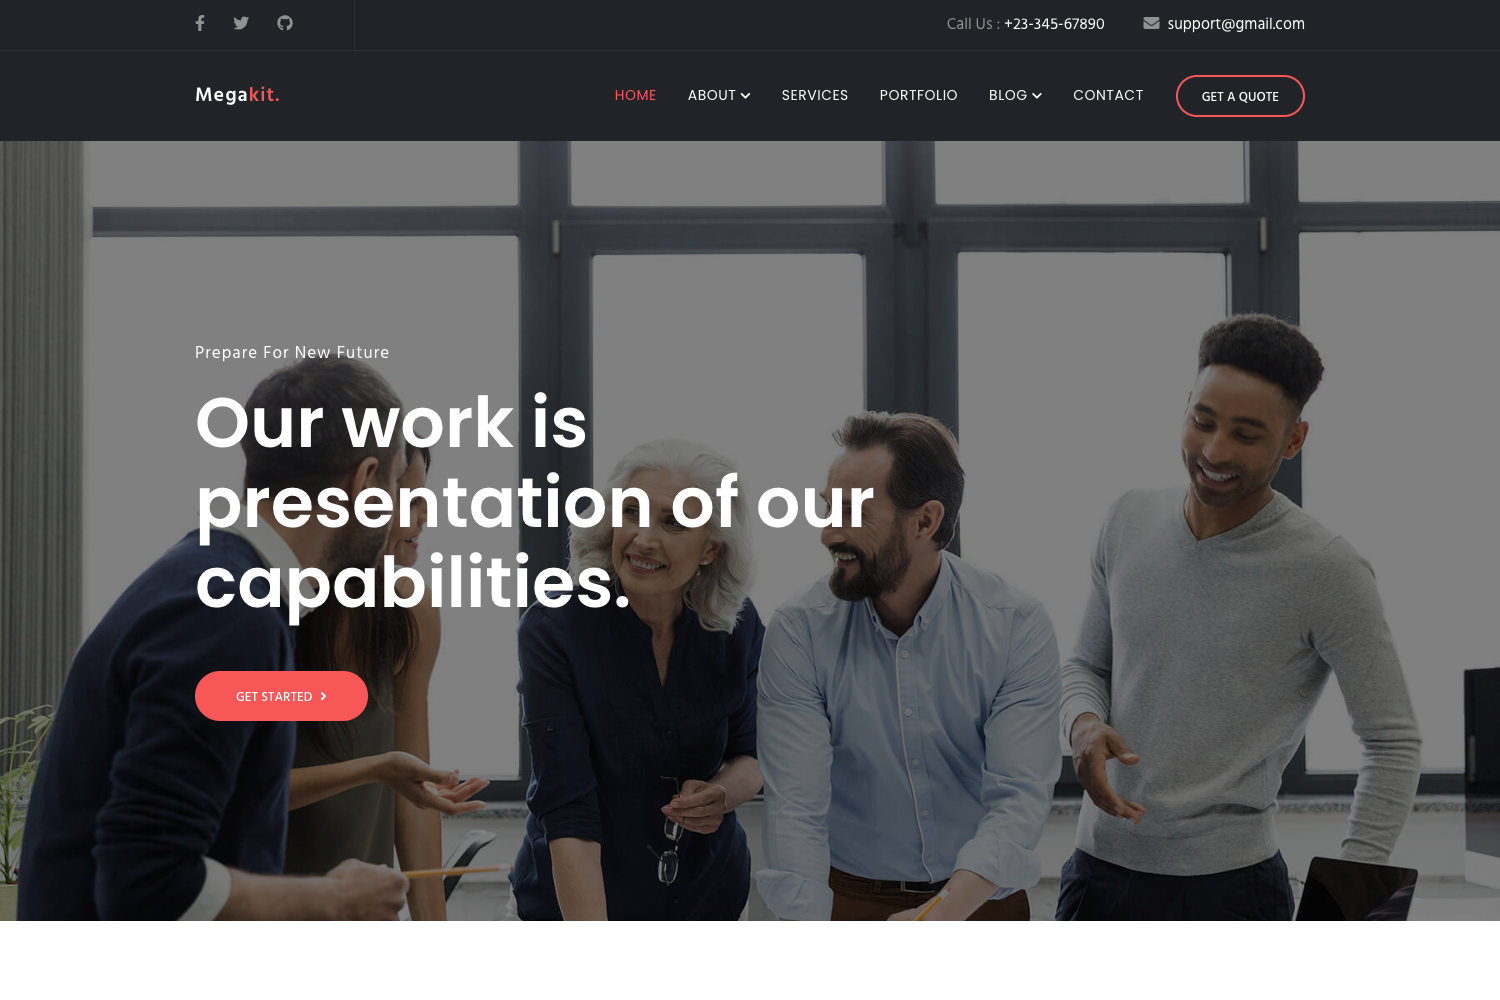 Call Us : +23-345-67890 support@gmail.com
Megakit. HOME ABOUT SERVICES PORTFOLIO BLOG CONTACT GET A QUOTE
Prepare For New Future
Our work is
presentation of our
capabilities.
GET STARTED